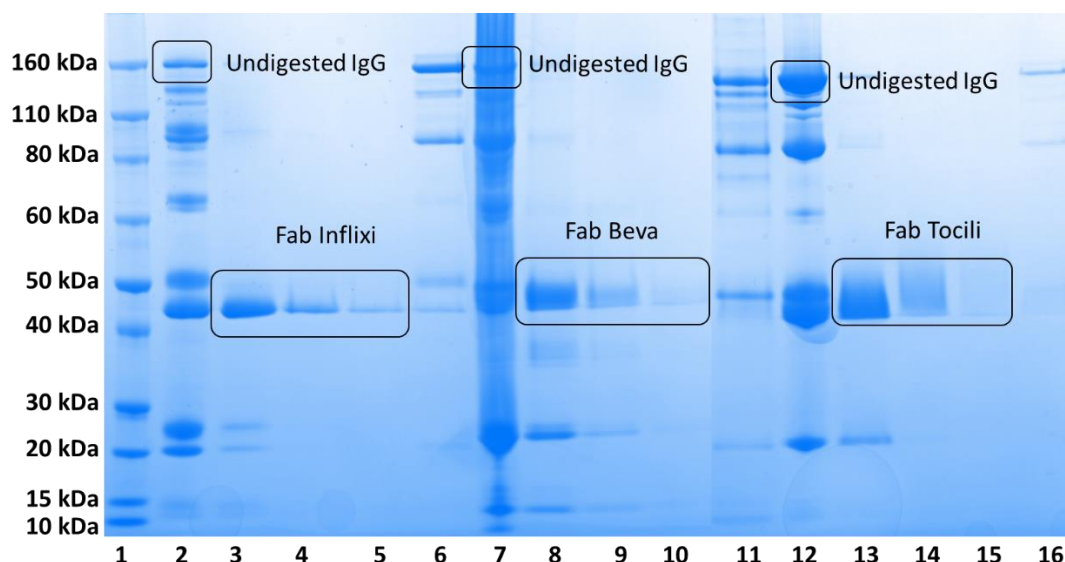 160 kDa
Undigested IgG
Undigested IgG
Undigested IgG
110 kDa
80 kDa
60 kDa
Fab Inflixi
Fab Beva
Fab Tocili
50 kDa
40 kDa
30 kDa
20 kDa
15 kDa
10 kDa
1 2 3 4 5 6 7 8 9 10 11 12 13 14 15 16